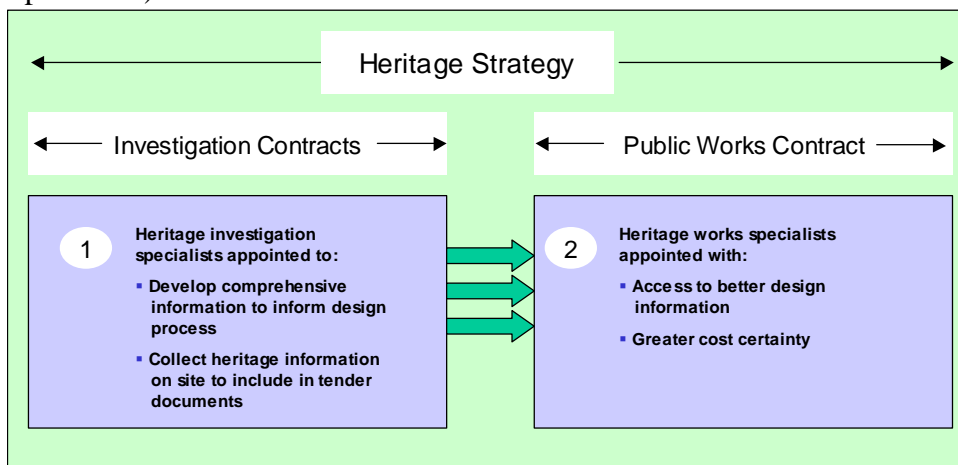 Heritage Strategy
Investigation Contracts
Public Works Contract
1
Heritage investigation
specialists appointed to:
▪ Develop comprehensive
information to inform design
process
▪ Collect heritage information
on site to include in tender
documents
2
Heritage works specialists
appointed with:
▪ Access to better design
information
▪ Greater cost certainty